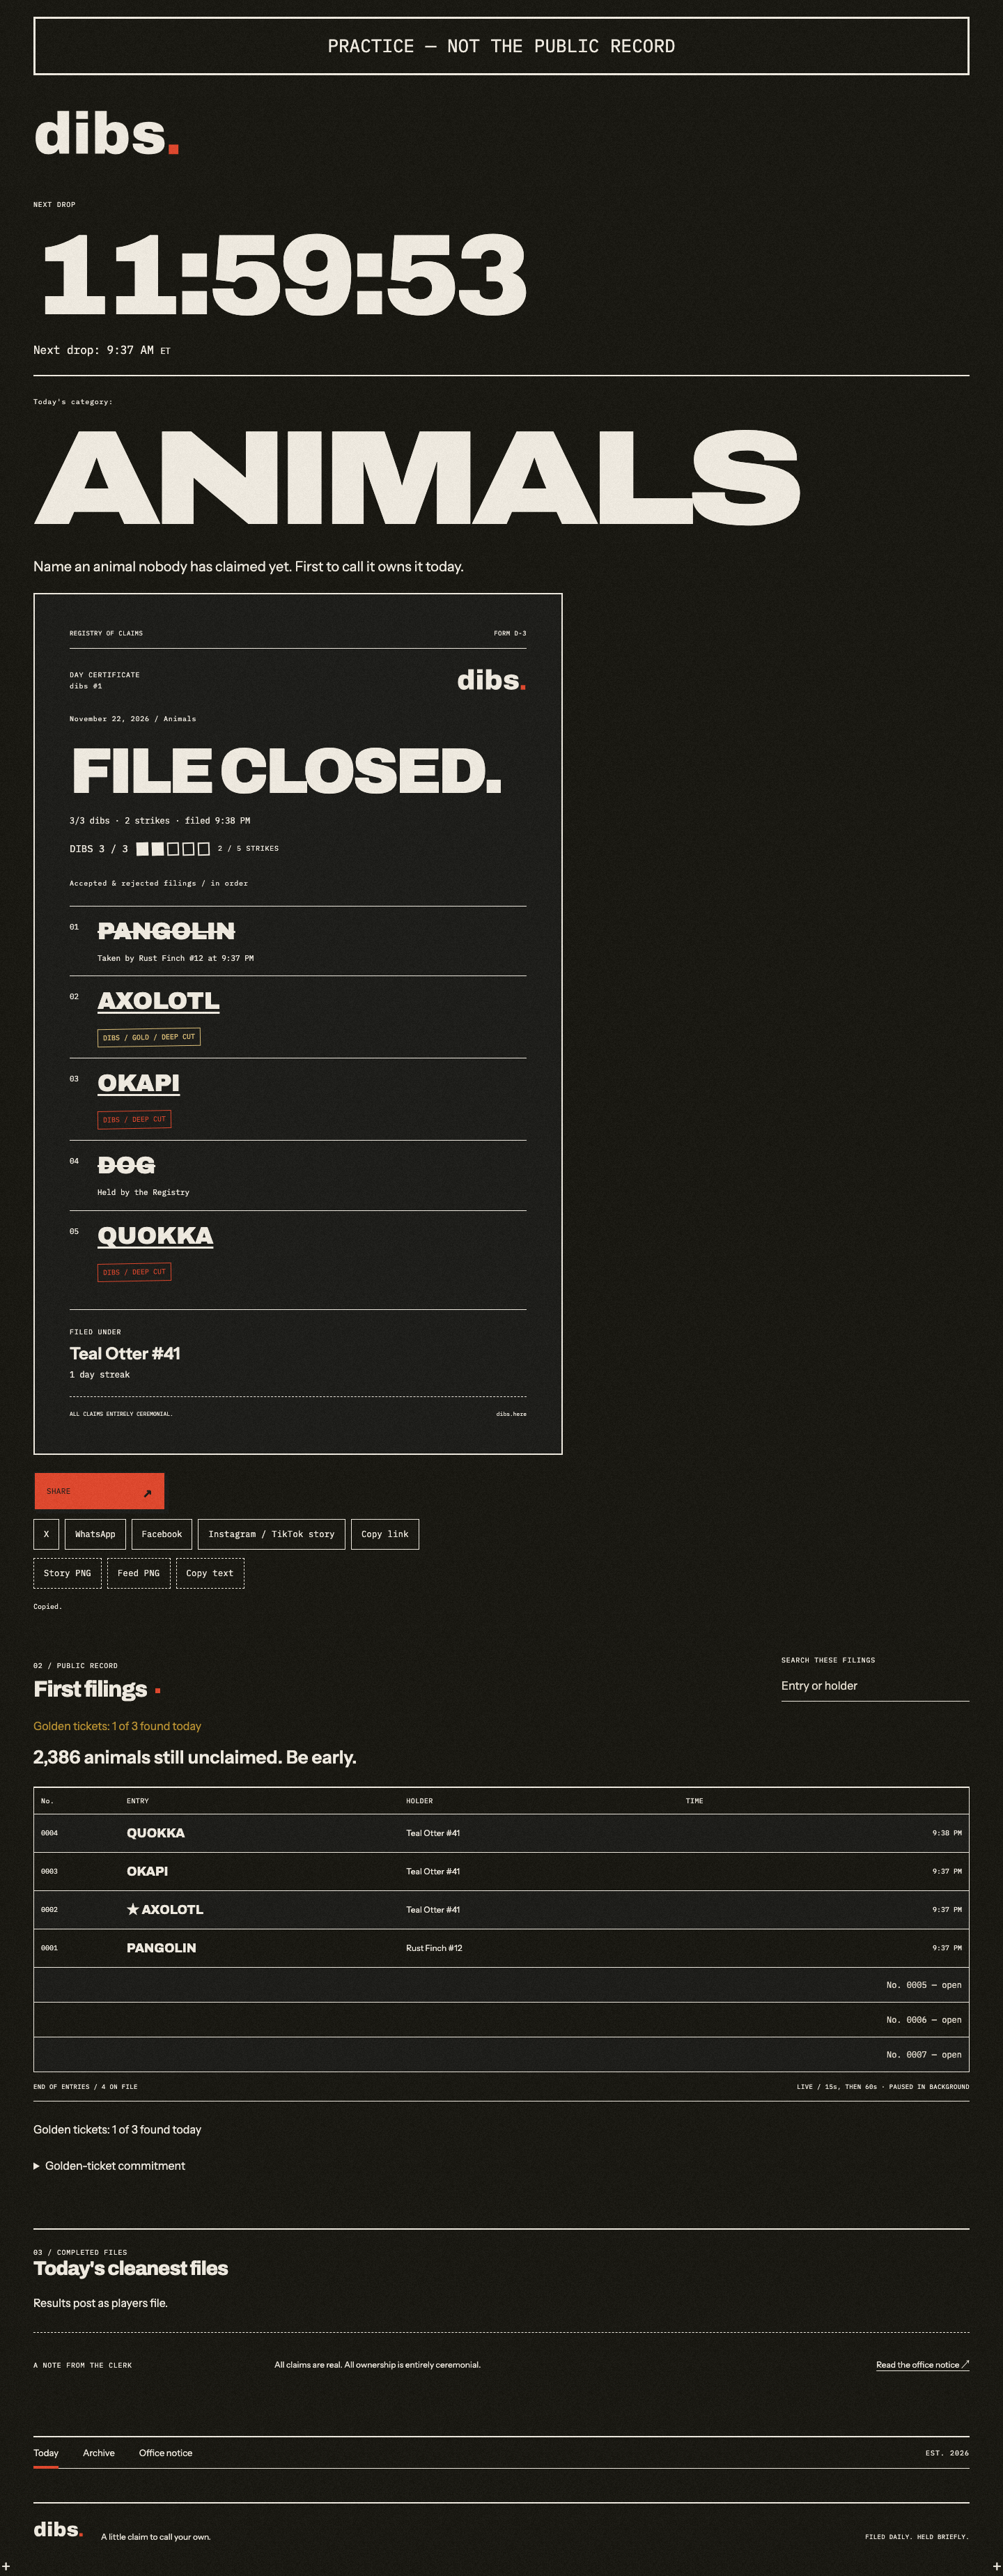 PRACTICE — NOT THE PUBLIC RECORD
dibs.
NEXT DROP
11:59:53
Next drop: 9:37 AM ET
Today's category:
ANIMALS
Name an animal nobody has claimed yet. First to call it owns it today.
REGISTRY OF CLAIMS FORM D-3
DAY CERTIFICATE
dibs #1
dibs.
November 22, 2026 / Animals
FILE CLOSED.
3/3 dibs · 2 strikes · filed 9:38 PM
DIBS 3 / 3 2 / 5 STRIKES
Accepted & rejected filings / in order
01 PANGOLIN
Taken by Rust Finch #12 at 9:37 PM
02 AXOLOTL
DIBS / GOLD / DEEP CUT
03 OKAPI
DIBS / DEEP CUT
04 DOG
Held by the Registry
05 QUOKKA
DIBS / DEEP CUT
FILED UNDER
Teal Otter #41
1 day streak
ALL CLAIMS ENTIRELY CEREMONIAL. dibs.here
SHARE ↗
X WhatsApp Facebook Instagram / TikTok story Copy link
Story PNG Feed PNG Copy text
Copied.
02 / PUBLIC RECORD
First filings
SEARCH THESE FILINGS
Entry or holder
Golden tickets: 1 of 3 found today
2,386 animals still unclaimed. Be early.
No. ENTRY HOLDER TIME
0004 QUOKKA Teal Otter #41 9:38 PM
0003 OKAPI Teal Otter #41 9:37 PM
0002 ★ AXOLOTL Teal Otter #41 9:37 PM
0001 PANGOLIN Rust Finch #12 9:37 PM
No. 0005 — open
No. 0006 — open
No. 0007 — open
END OF ENTRIES / 4 ON FILE LIVE / 15s, THEN 60s · PAUSED IN BACKGROUND
Golden tickets: 1 of 3 found today
▶ Golden-ticket commitment
03 / COMPLETED FILES
Today's cleanest files
Results post as players file.
A NOTE FROM THE CLERK All claims are real. All ownership is entirely ceremonial. Read the office notice ↗
Today Archive Office notice EST. 2026
dibs. A little claim to call your own. FILED DAILY. HELD BRIEFLY.
+ +